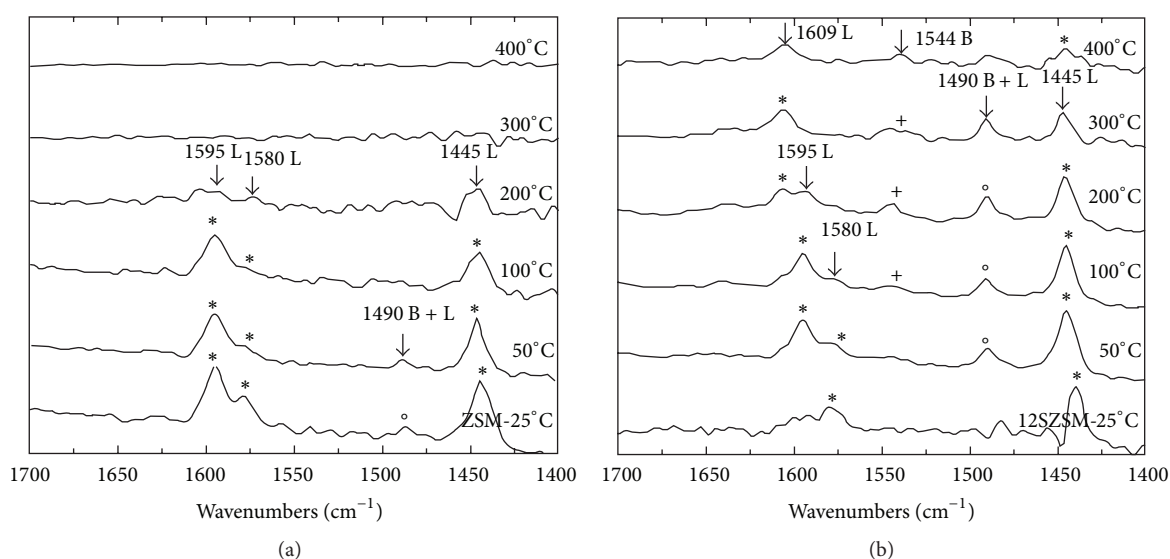 400°C
300°C
1595 L
1580 L
1445 L
200°C
*
*
*
100°C
*
*
1490 B + L
*
50°C
*
*
°
*
ZSM-25°C
1700 1650 1600 1550 1500 1450 1400
Wavenumbers (cm−1)
(a)
1609 L
1544 B
*
400°C
1490 B + L
1445 L
*
+
300°C
1595 L
*
+
°
*
200°C
*
1580 L
+
°
*
100°C
*
*
°
*
50°C
*
*
12SZSM-25°C
1700 1650 1600 1550 1500 1450 1400
Wavenumbers (cm−1)
(b)